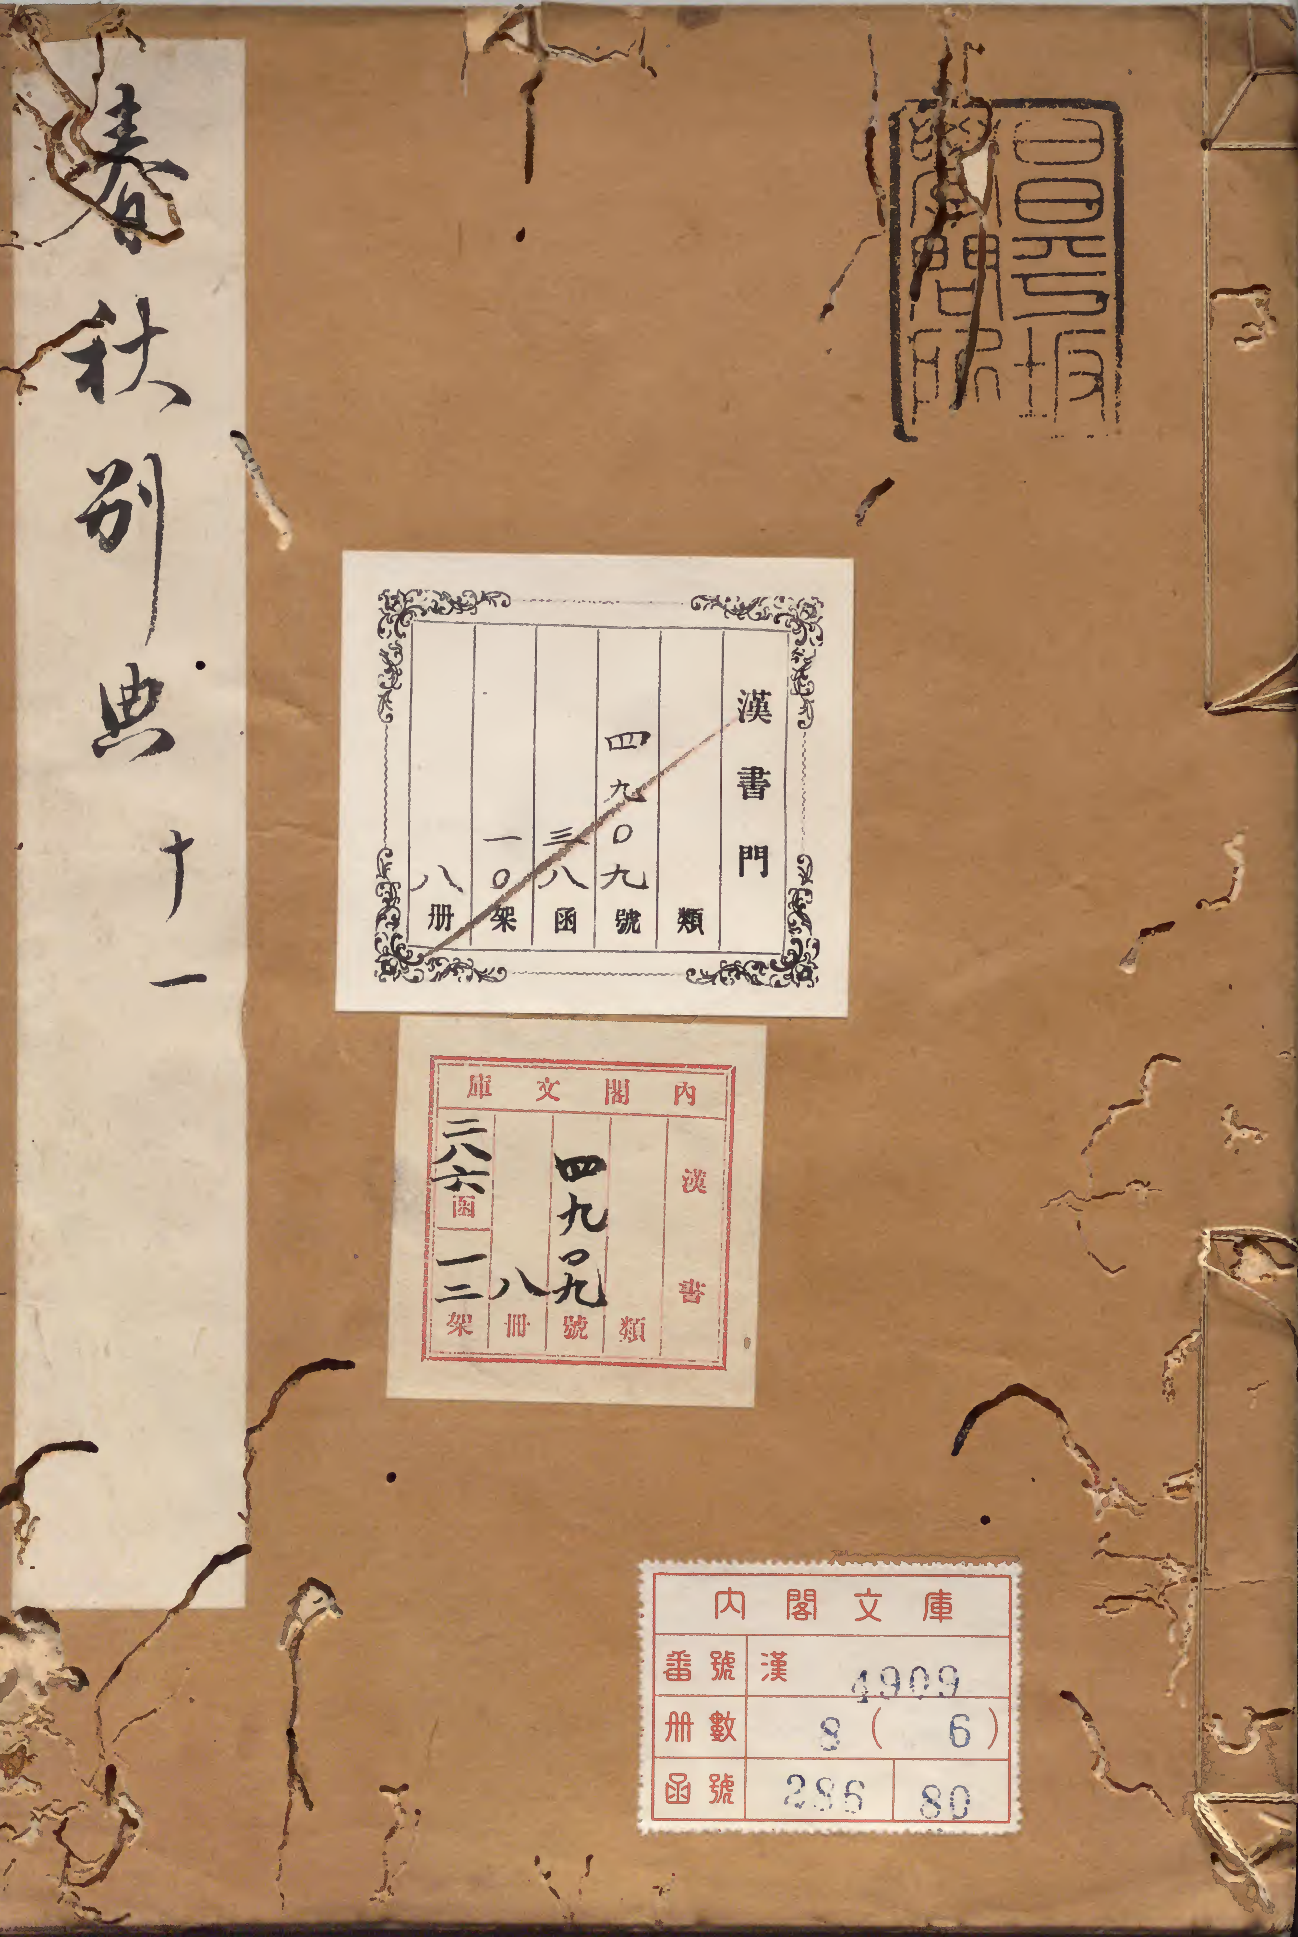 春秋別典 十一
昌平坂
學問所
漢書門
類
四九〇九號
三八函
一〇架
八册
內閣文庫
漢書
類
四九〇九號
八冊
二八六函
一二架
内閣文庫
番號 漢 4909
册數 8 ( 6 )
函號 286 80